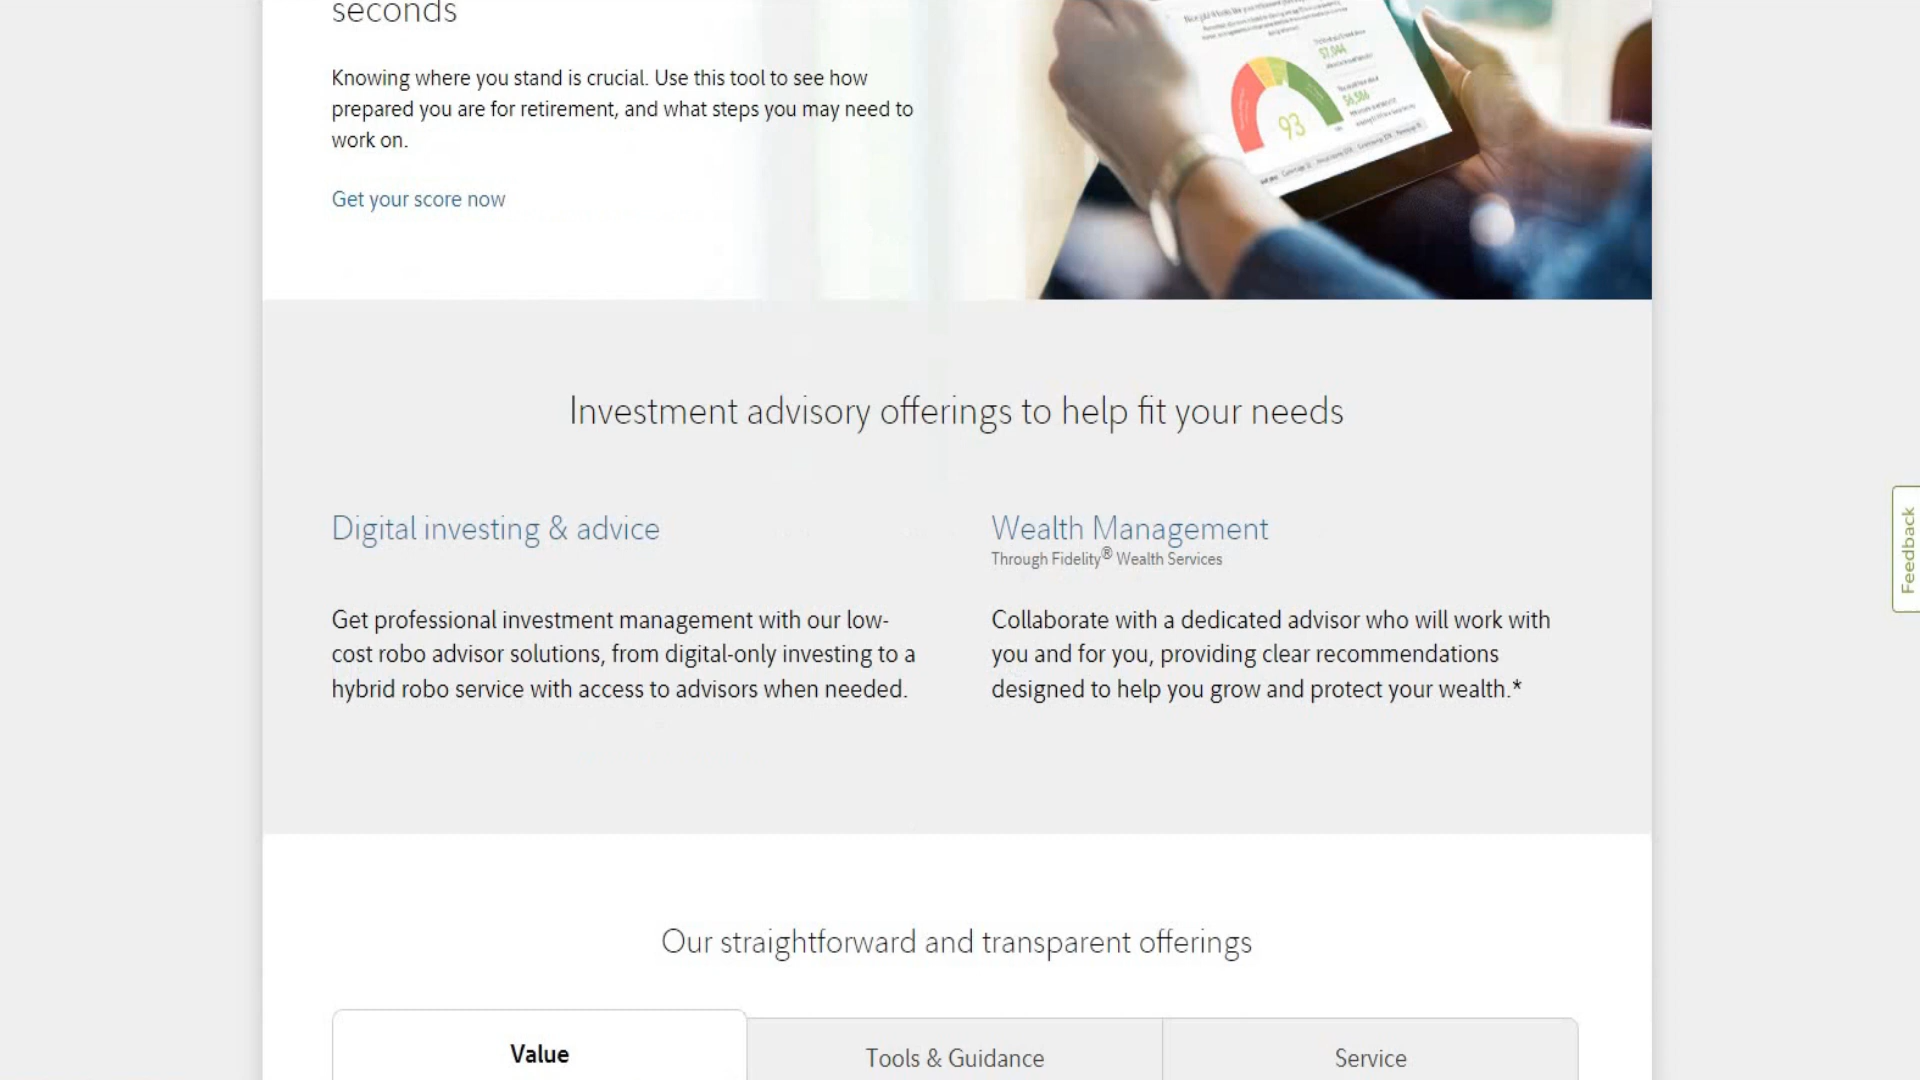 seconds
Knowing where you stand is crucial. Use this tool to see how
prepared you are for retirement, and what steps you may need to
work on.
Get your score now
$7,044
$6,586
93
Investment advisory offerings to help fit your needs
Digital investing & advice
Wealth Management
Through Fidelity® Wealth Services
Get professional investment management with our low-
cost robo advisor solutions, from digital-only investing to a
hybrid robo service with access to advisors when needed.
Collaborate with a dedicated advisor who will work with
you and for you, providing clear recommendations
designed to help you grow and protect your wealth.*
Feedback
Our straightforward and transparent offerings
Value
Tools & Guidance
Service